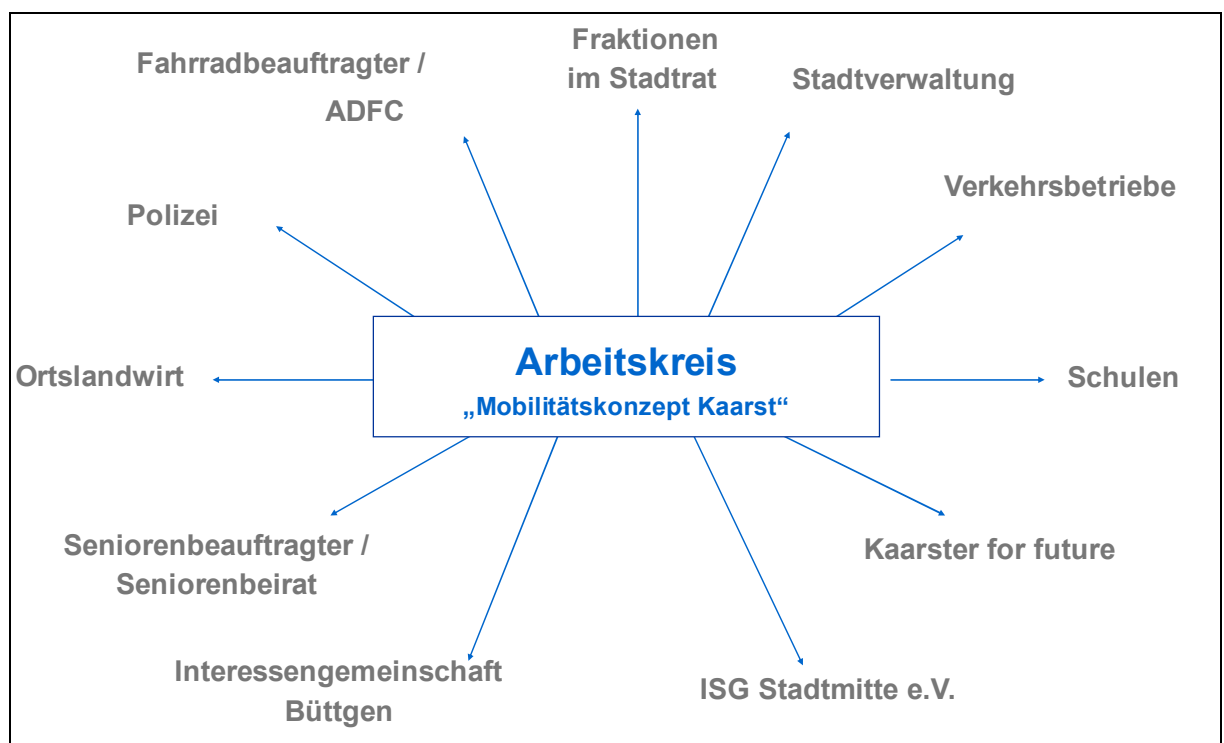 Fraktionen
im Stadtrat
Fahrradbeauftragter /
ADFC
Stadtverwaltung
Verkehrsbetriebe
Polizei
Arbeitskreis
„Mobilitätskonzept Kaarst“
Ortslandwirt
Schulen
Seniorenbeauftragter /
Seniorenbeirat
Kaarster for future
Interessengemeinschaft
Büttgen
ISG Stadtmitte e.V.